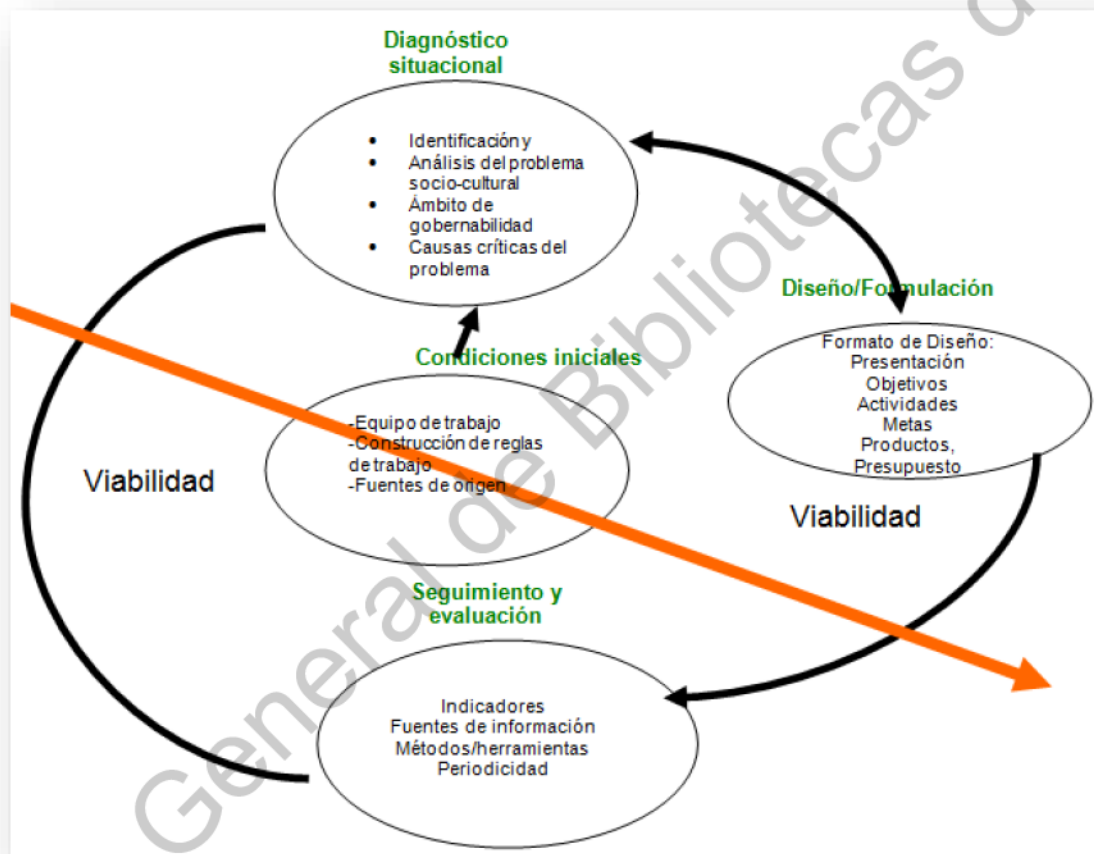 Diagnóstico
situacional
• Identificación y
• Análisis del problema
socio-cultural
• Ámbito de
gobernabilidad
• Causas críticas del
problema
Diseño/Formulación
Formato de Diseño:
Presentación
Objetivos
Actividades
Metas
Productos,
Presupuesto
Condiciones iniciales
-Equipo de trabajo
-Construcción de reglas
de trabajo
-Fuentes de origen
Viabilidad
Viabilidad
Seguimiento y
evaluación
Indicadores
Fuentes de información
Métodos/herramientas
Periodicidad
General de Bibliotecas